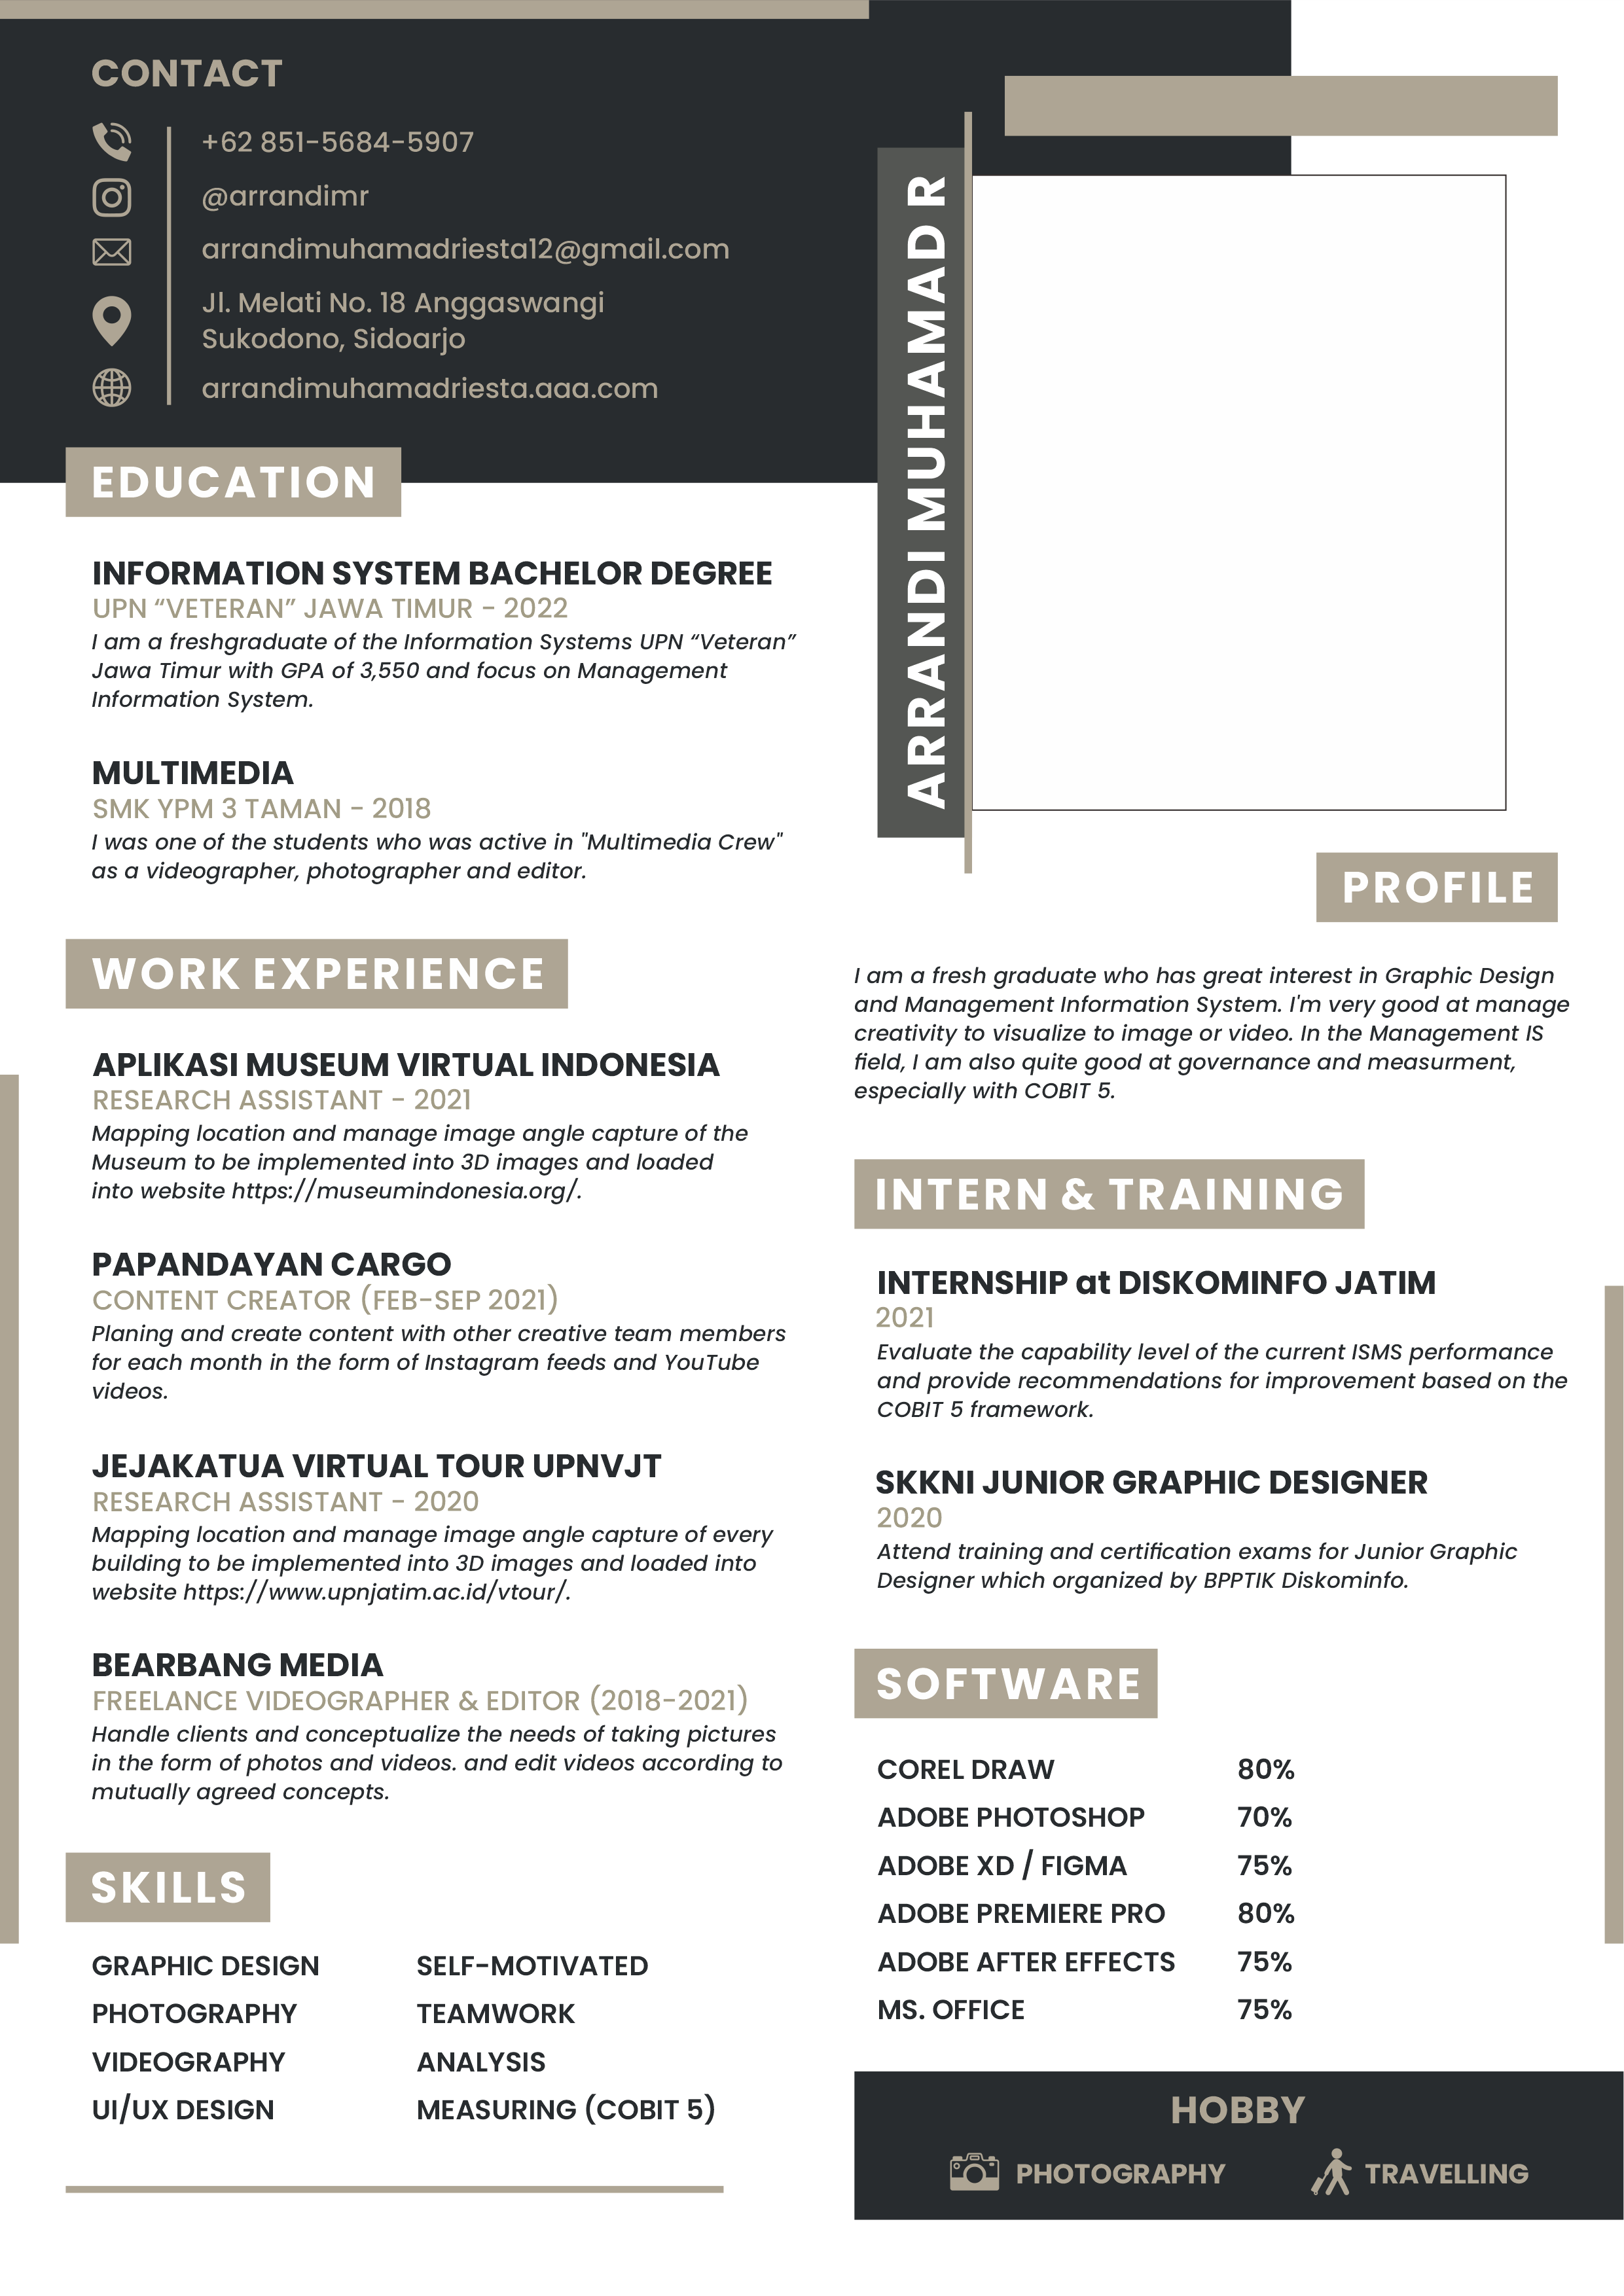 CONTACT
+62 851-5684-5907
@arrandimr
arrandimuhamadriesta12@gmail.com
Jl. Melati No. 18 Anggaswangi
Sukodono, Sidoarjo
arrandimuhamadriesta.aaa.com
ARRANDI MUHAMAD R
EDUCATION
INFORMATION SYSTEM BACHELOR DEGREE
UPN “VETERAN” JAWA TIMUR - 2022
I am a freshgraduate of the Information Systems UPN “Veteran”
Jawa Timur with GPA of 3,550 and focus on Management
Information System.
MULTIMEDIA
SMK YPM 3 TAMAN - 2018
I was one of the students who was active in "Multimedia Crew"
as a videographer, photographer and editor.
WORK EXPERIENCE
APLIKASI MUSEUM VIRTUAL INDONESIA
RESEARCH ASSISTANT - 2021
Mapping location and manage image angle capture of the
Museum to be implemented into 3D images and loaded
into website https://museumindonesia.org/.
PAPANDAYAN CARGO
CONTENT CREATOR (FEB-SEP 2021)
Planing and create content with other creative team members
for each month in the form of Instagram feeds and YouTube
videos.
JEJAKATUA VIRTUAL TOUR UPNVJT
RESEARCH ASSISTANT - 2020
Mapping location and manage image angle capture of every
building to be implemented into 3D images and loaded into
website https://www.upnjatim.ac.id/vtour/.
BEARBANG MEDIA
FREELANCE VIDEOGRAPHER & EDITOR (2018-2021)
Handle clients and conceptualize the needs of taking pictures
in the form of photos and videos. and edit videos according to
mutually agreed concepts.
SKILLS
GRAPHIC DESIGN
PHOTOGRAPHY
VIDEOGRAPHY
UI/UX DESIGN
SELF-MOTIVATED
TEAMWORK
ANALYSIS
MEASURING (COBIT 5)
PROFILE
I am a fresh graduate who has great interest in Graphic Design
and Management Information System. I'm very good at manage
creativity to visualize to image or video. In the Management IS
field, I am also quite good at governance and measurment,
especially with COBIT 5.
INTERN & TRAINING
INTERNSHIP at DISKOMINFO JATIM
2021
Evaluate the capability level of the current ISMS performance
and provide recommendations for improvement based on the
COBIT 5 framework.
SKKNI JUNIOR GRAPHIC DESIGNER
2020
Attend training and certification exams for Junior Graphic
Designer which organized by BPPTIK Diskominfo.
SOFTWARE
COREL DRAW 80%
ADOBE PHOTOSHOP 70%
ADOBE XD / FIGMA 75%
ADOBE PREMIERE PRO 80%
ADOBE AFTER EFFECTS 75%
MS. OFFICE 75%
HOBBY
PHOTOGRAPHY TRAVELLING